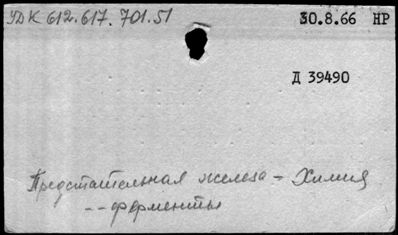 УДК 612.617.701.51
30.8.66 НР
Д 39490
Предстательная железа - Химия
-- ферменты